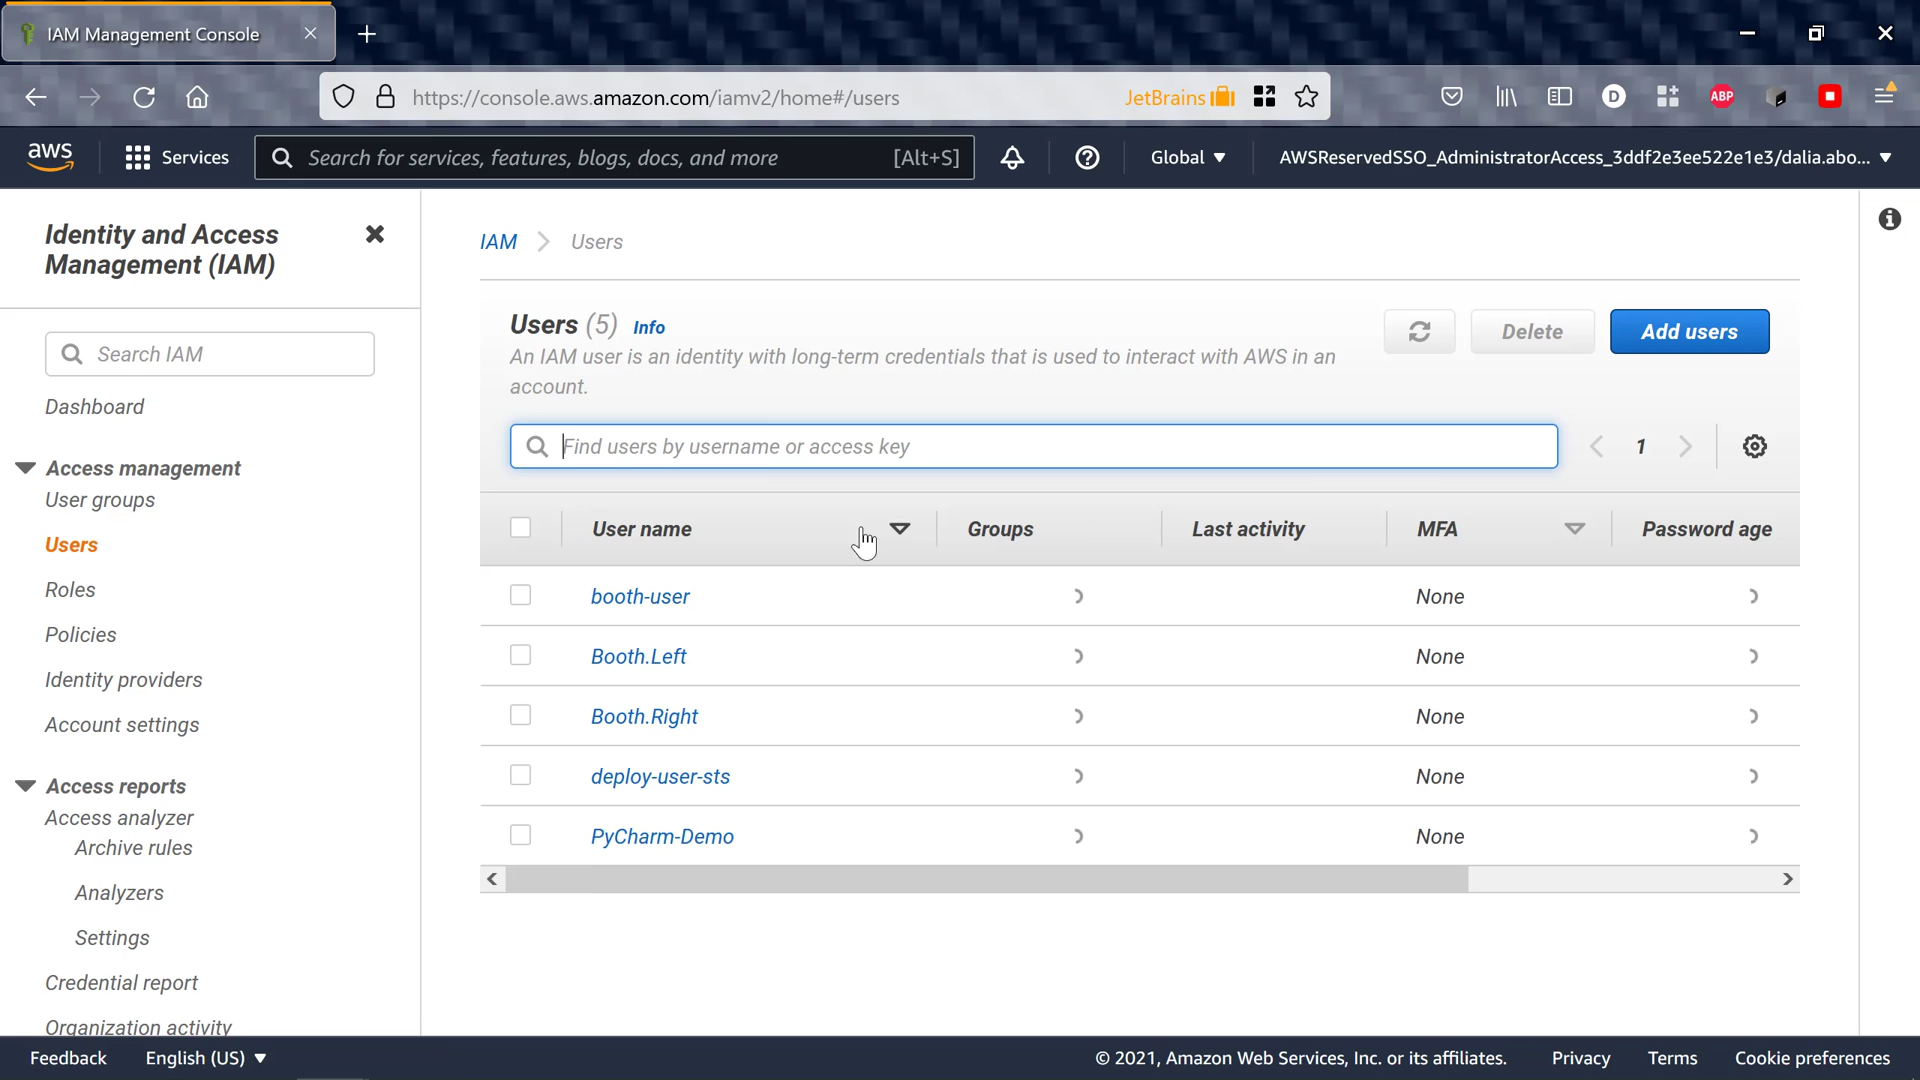 IAM Management Console
https://console.aws.amazon.com/iamv2/home#/users
JetBrains
D
ABP
aws
Services
Search for services, features, blogs, docs, and more
[Alt+S]
Global
AWSReservedSSO_AdministratorAccess_3ddf2e3ee522e1e3/dalia.abo...
Identity and Access
Management (IAM)
Search IAM
Dashboard
Access management
User groups
Users
Roles
Policies
Identity providers
Account settings
Access reports
Access analyzer
Archive rules
Analyzers
Settings
Credential report
Organization activity
IAM > Users
Users (5) Info
An IAM user is an identity with long-term credentials that is used to interact with AWS in an
account.
Delete
Add users
Find users by username or access key
1
User name Groups Last activity MFA Password age
booth-user None
Booth.Left None
Booth.Right None
deploy-user-sts None
PyCharm-Demo None
Feedback English (US) © 2021, Amazon Web Services, Inc. or its affiliates. Privacy Terms Cookie preferences